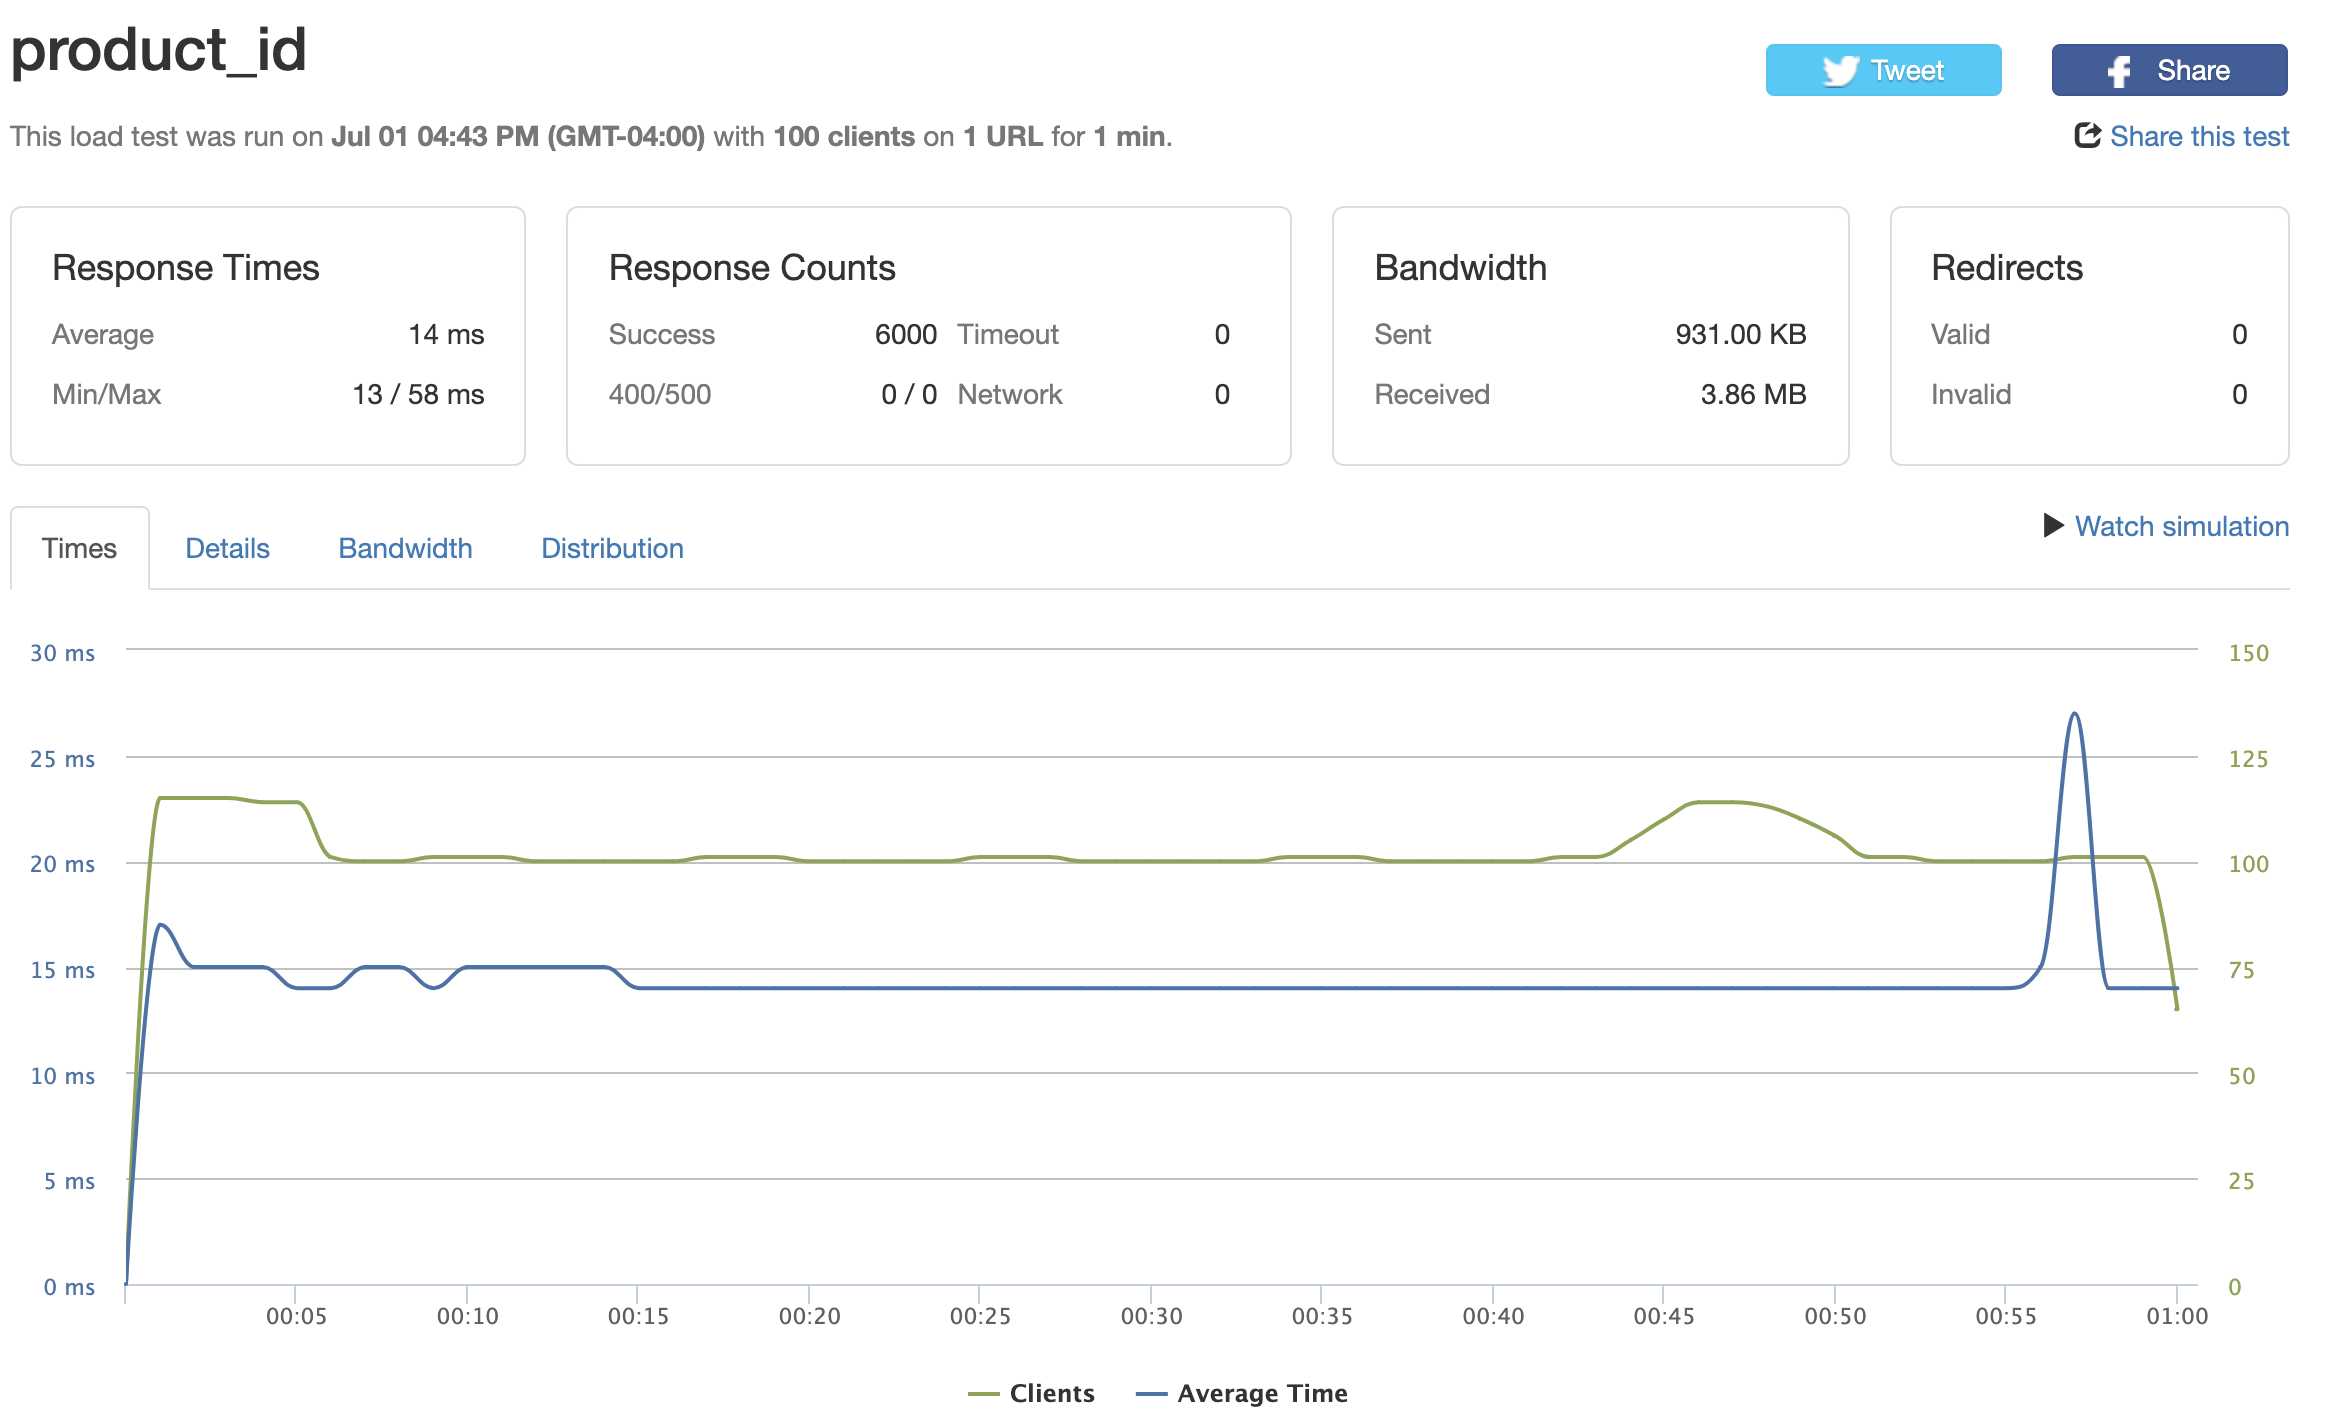 product_id
Tweet
Share
This load test was run on Jul 01 04:43 PM (GMT-04:00) with 100 clients on 1 URL for 1 min.
Share this test
Response Times
Average 14 ms
Min/Max 13 / 58 ms
Response Counts
Success 6000 Timeout 0
400/500 0 / 0 Network 0
Bandwidth
Sent 931.00 KB
Received 3.86 MB
Redirects
Valid 0
Invalid 0
Times Details Bandwidth Distribution
Watch simulation
30 ms 150
25 ms 125
20 ms 100
15 ms 75
10 ms 50
5 ms 25
0 ms 0
00:05 00:10 00:15 00:20 00:25 00:30 00:35 00:40 00:45 00:50 00:55 01:00
Clients Average Time